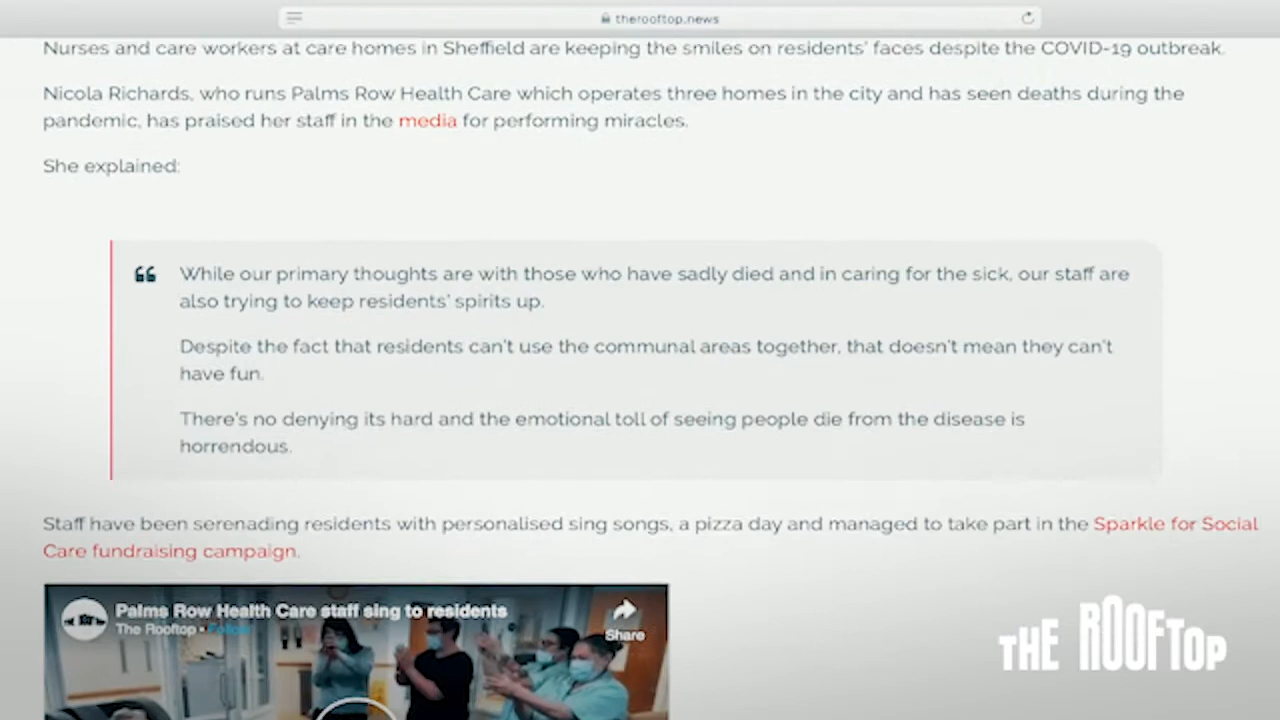 therooftop.news
Nurses and care workers at care homes in Sheffield are keeping the smiles on residents' faces despite the COVID-19 outbreak.
Nicola Richards, who runs Palms Row Health Care which operates three homes in the city and has seen deaths during the
pandemic, has praised her staff in the media for performing miracles.
She explained:
“ While our primary thoughts are with those who have sadly died and in caring for the sick, our staff are
also trying to keep residents' spirits up.
Despite the fact that residents can't use the communal areas together, that doesn't mean they can't
have fun.
There's no denying its hard and the emotional toll of seeing people die from the disease is
horrendous.
Staff have been serenading residents with personalised sing songs, a pizza day and managed to take part in the Sparkle for Social
Care fundraising campaign.
Palms Row Health Care staff sing to residents
The Rooftop • Follow
Share
THE ROOFTOP